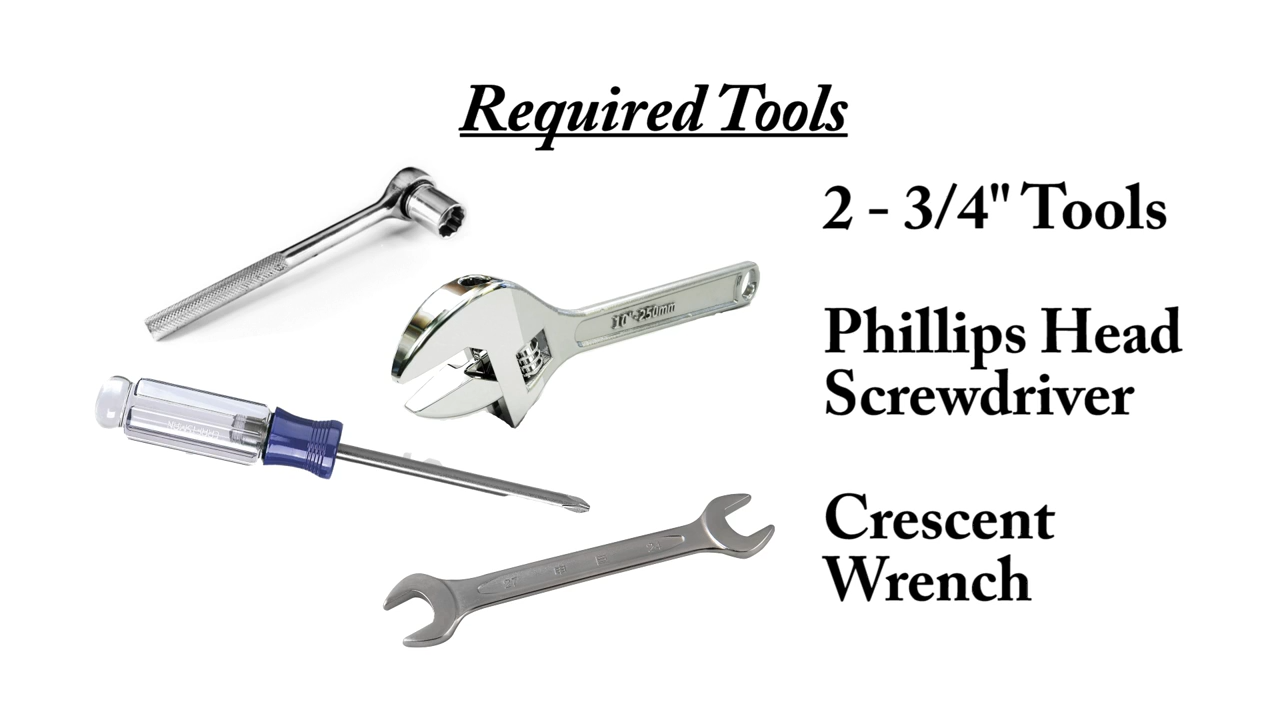 Required Tools
2 - 3/4" Tools
10"-250mm
Phillips Head
Screwdriver
Crescent
Wrench